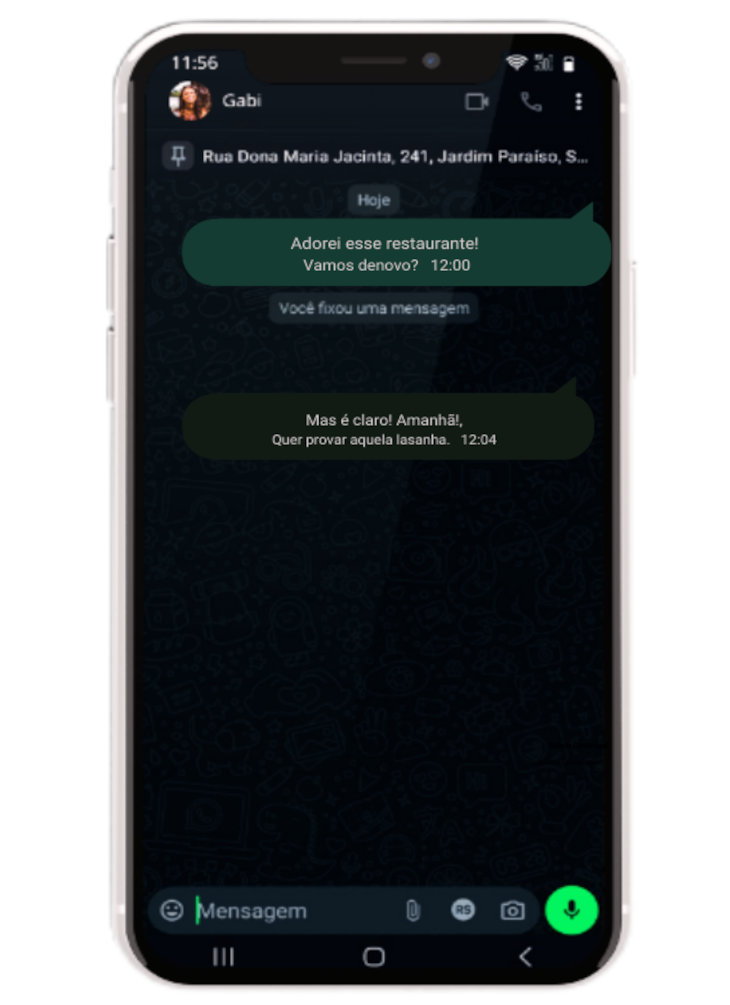 11:56
Gabi
Rua Dona Maria Jacinta, 241, Jardim Paraíso, S...
Hoje
Adorei esse restaurante!
Vamos denovo? 12:00
Você fixou uma mensagem
Mas é claro! Amanhã!,
Quer provar aquela lasanha. 12:04
Mensagem
R$